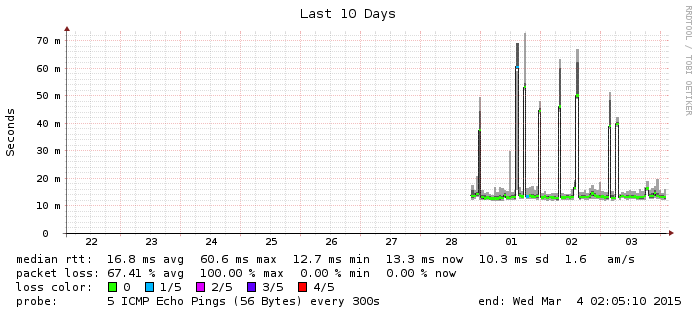 Last 10 Days
RRDTOOL / TOBI OETIKER
Seconds
70 m
60 m
50 m
40 m
30 m
20 m
10 m
0
22 23 24 25 26 27 28 01 02 03
median rtt: 16.8 ms avg 60.6 ms max 12.7 ms min 13.3 ms now 10.3 ms sd 1.6 am/s
packet loss: 67.41 % avg 100.00 % max 0.00 % min 0.00 % now
loss color: 0 1/5 2/5 3/5 4/5
probe: 5 ICMP Echo Pings (56 Bytes) every 300s end: Wed Mar 4 02:05:10 2015